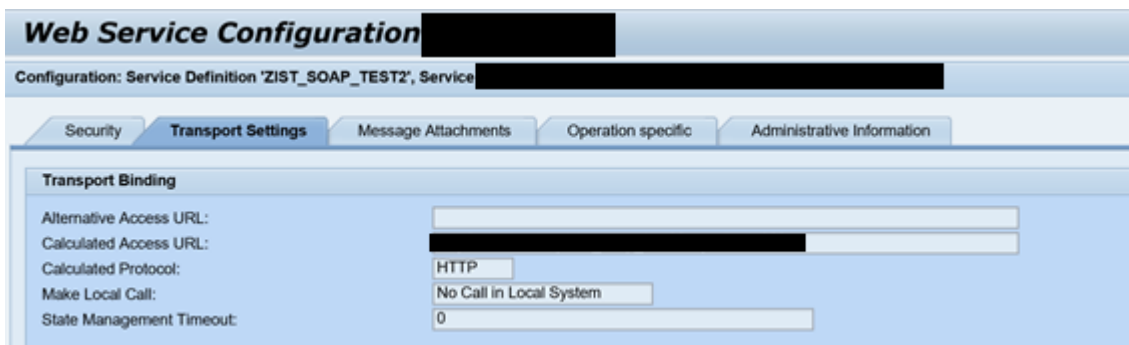 Web Service Configuration
Configuration: Service Definition 'ZIST_SOAP_TEST2', Service
Security Transport Settings Message Attachments Operation specific Administrative Information
Transport Binding
Alternative Access URL:
Calculated Access URL:
Calculated Protocol: HTTP
Make Local Call: No Call in Local System
State Management Timeout: 0